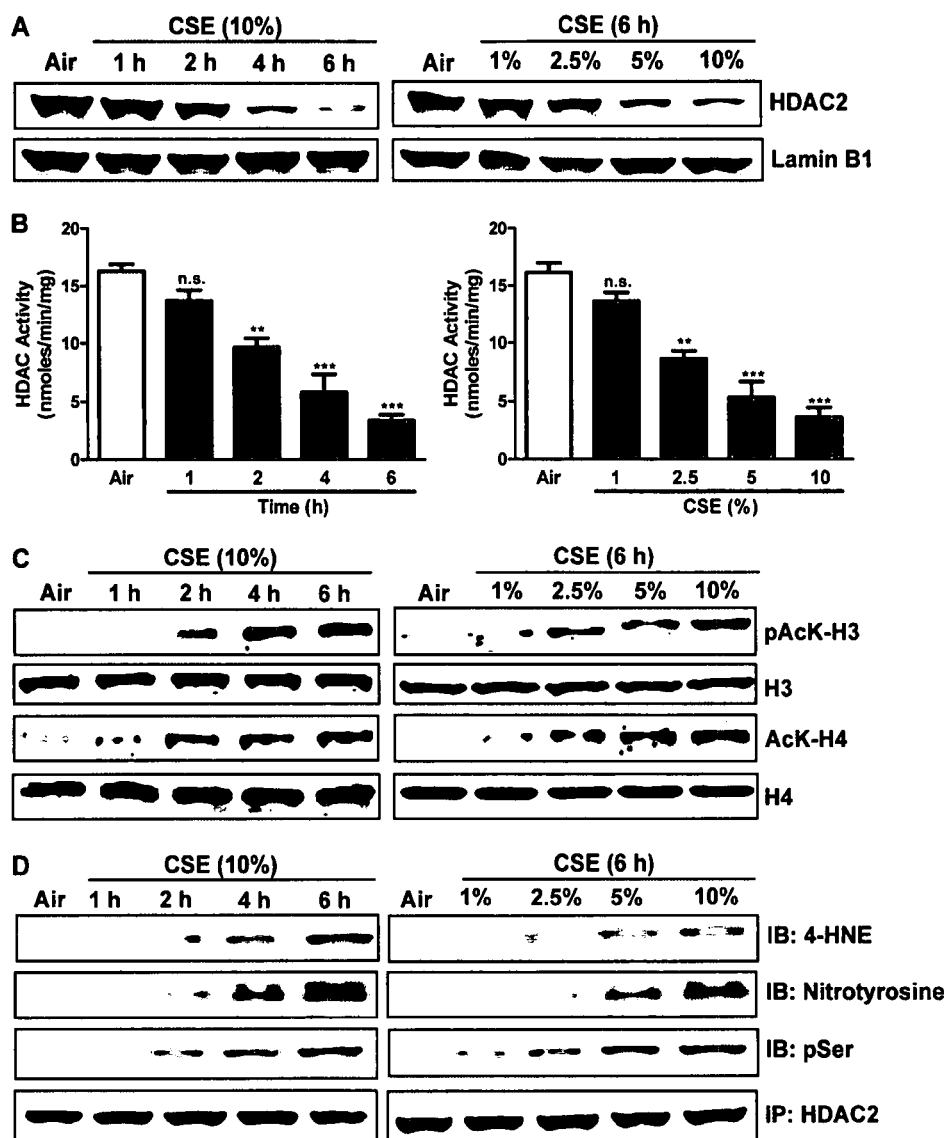 A
CSE (10%)
Air 1 h 2 h 4 h 6 h
CSE (6 h)
Air 1% 2.5% 5% 10%
HDAC2
Lamin B1
B
HDAC Activity
(nmoles/min/mg)
20
15
10
5
0
n.s.
**
***
***
Air 1 2 4 6
Time (h)
HDAC Activity
(nmoles/min/mg)
20
15
10
5
0
n.s.
**
***
***
Air 1 2.5 5 10
CSE (%)
C
CSE (10%)
Air 1 h 2 h 4 h 6 h
CSE (6 h)
Air 1% 2.5% 5% 10%
pAcK-H3
H3
AcK-H4
H4
D
CSE (10%)
Air 1 h 2 h 4 h 6 h
CSE (6 h)
Air 1% 2.5% 5% 10%
IB: 4-HNE
IB: Nitrotyrosine
IB: pSer
IP: HDAC2